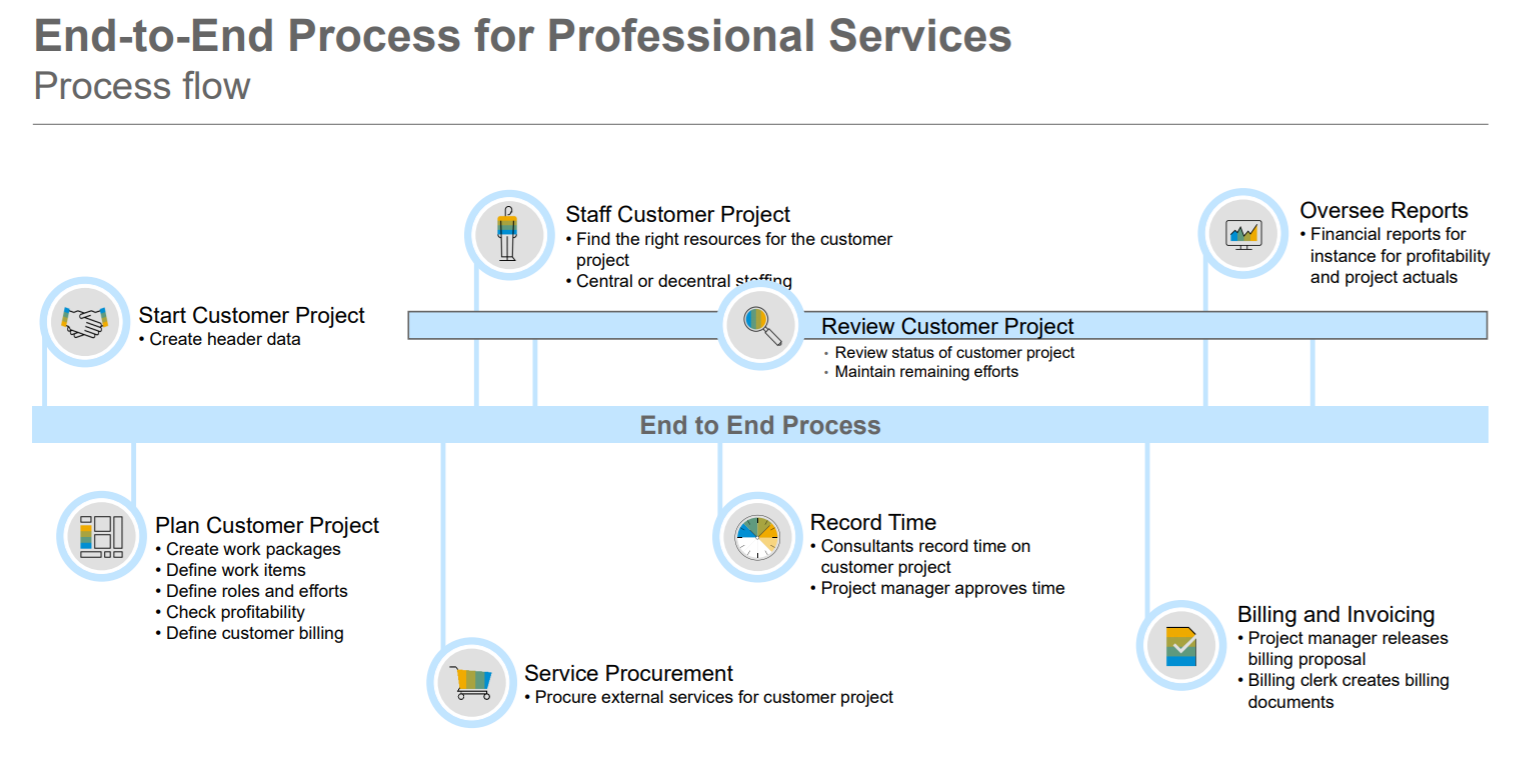 End-to-End Process for Professional Services
Process flow
Staff Customer Project
• Find the right resources for the customer
project
• Central or decentral staffing
Oversee Reports
• Financial reports for
instance for profitability
and project actuals
Start Customer Project
• Create header data
Review Customer Project
• Review status of customer project
• Maintain remaining efforts
End to End Process
Plan Customer Project
• Create work packages
• Define work items
• Define roles and efforts
• Check profitability
• Define customer billing
Record Time
• Consultants record time on
customer project
• Project manager approves time
Service Procurement
• Procure external services for customer project
Billing and Invoicing
• Project manager releases
billing proposal
• Billing clerk creates billing
documents